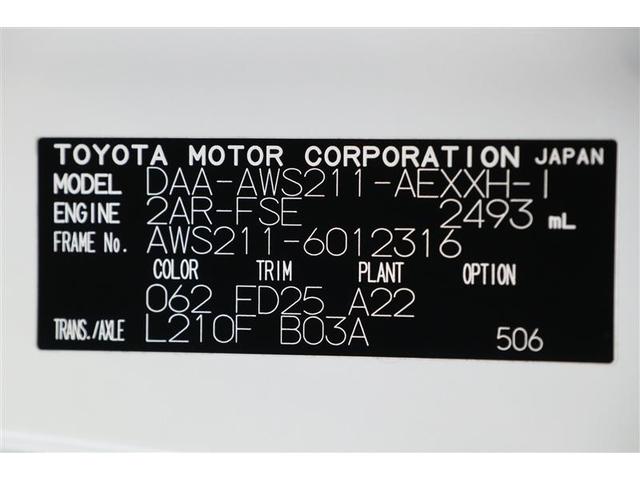 TOYOTA MOTOR CORPORATION JAPAN
MODEL DAA-AWS211-AEXXH-I
ENGINE 2AR-FSE 2493 mL
FRAME No. AWS211-6012316
COLOR TRIM PLANT OPTION
062 FD25 A22
TRANS./AXLE L210F B03A 506